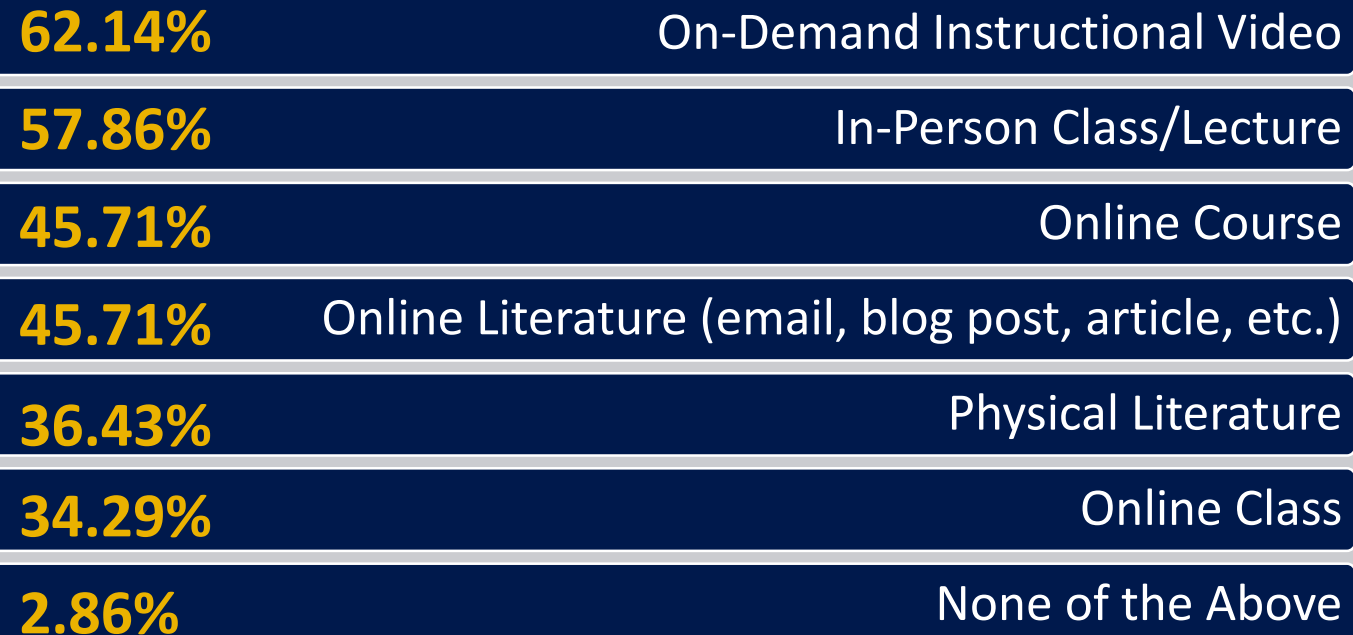 62.14% On-Demand Instructional Video
57.86% In-Person Class/Lecture
45.71% Online Course
45.71% Online Literature (email, blog post, article, etc.)
36.43% Physical Literature
34.29% Online Class
2.86% None of the Above